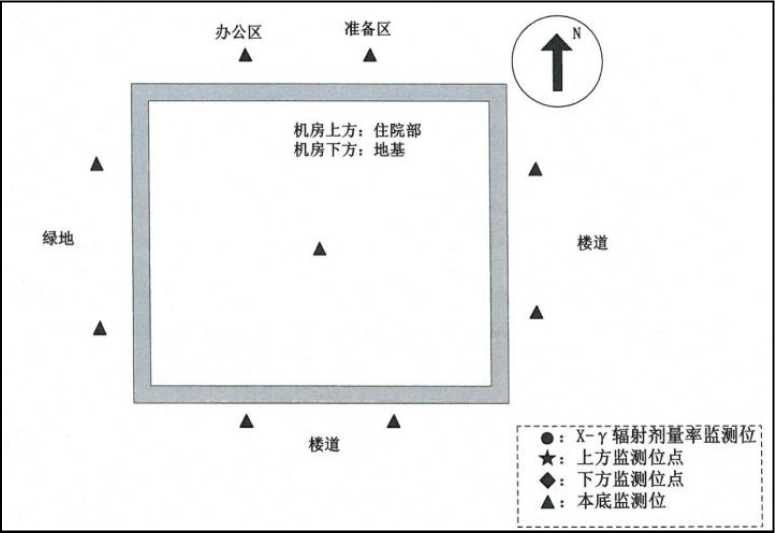 办公区
准备区
N
机房上方：住院部
机房下方：地基
绿地
楼道
楼道
●：X-γ辐射剂量率监测位
★：上方监测位点
◆：下方监测位点
▲：本底监测位